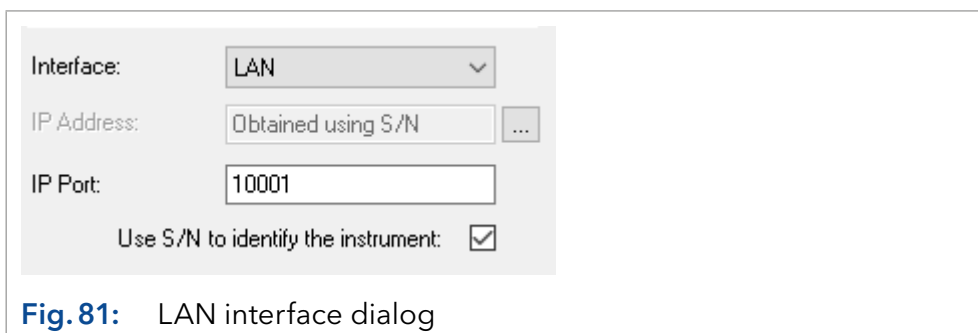 Interface: LAN
IP Address: Obtained using S/N ...
IP Port: 10001
Use S/N to identify the instrument:
Fig. 81: LAN interface dialog